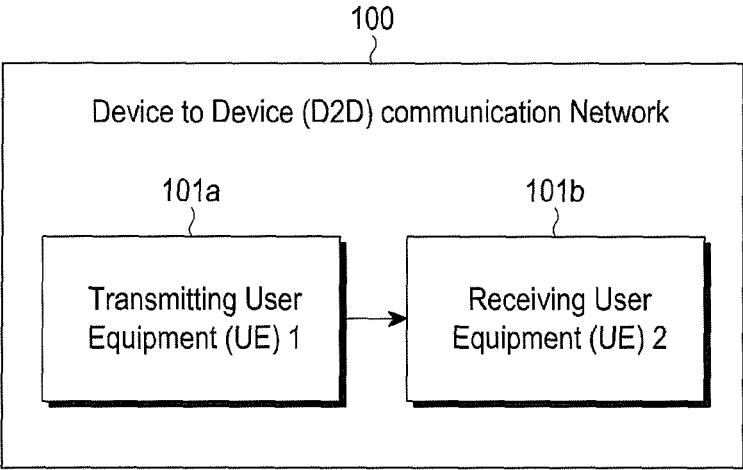 100
Device to Device (D2D) communication Network
101a
101b
Transmitting User
Equipment (UE) 1
Receiving User
Equipment (UE) 2